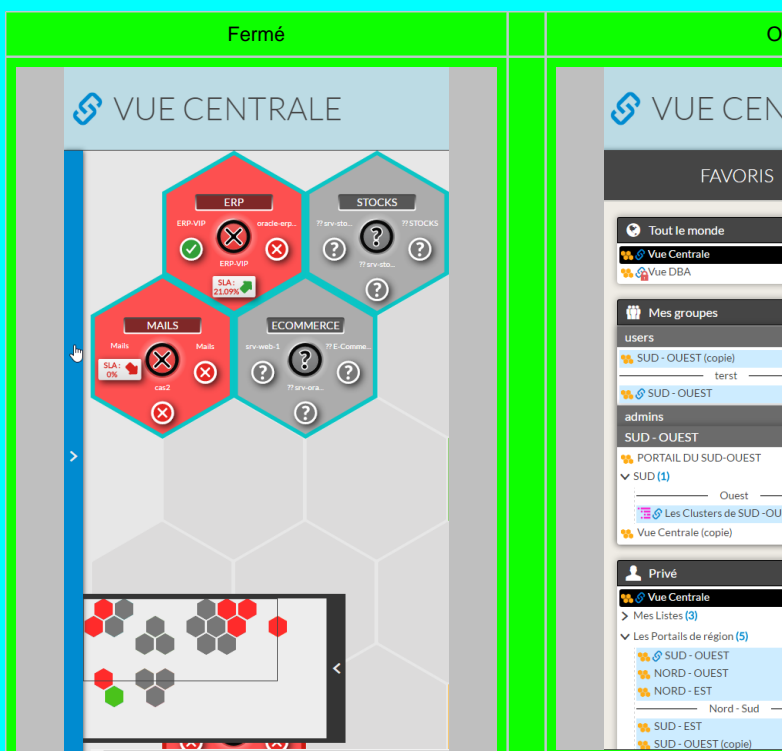 Fermé
VUE CENTRALE
ERP
ERP-VIP
oracle-erp...
ERP-VIP
SLA :
21.09%
STOCKS
?? srv-sto...
?? STOCKS
?? srv-sto...
MAILS
Mails
Mails
SLA :
0%
cas2
ECOMMERCE
srv-web-1
?? E-Comme...
?? srv-ora...
O
VUE CEN
FAVORIS
Tout le monde
Vue Centrale
Vue DBA
Mes groupes
users
SUD - OUEST (copie)
terst
SUD - OUEST
admins
SUD - OUEST
PORTAIL DU SUD-OUEST
SUD (1)
Ouest
Les Clusters de SUD -OU
Vue Centrale (copie)
Privé
Vue Centrale
Mes Listes (3)
Les Portails de région (5)
SUD - OUEST
NORD - OUEST
NORD - EST
Nord - Sud
SUD - EST
SUD - OUEST (copie)